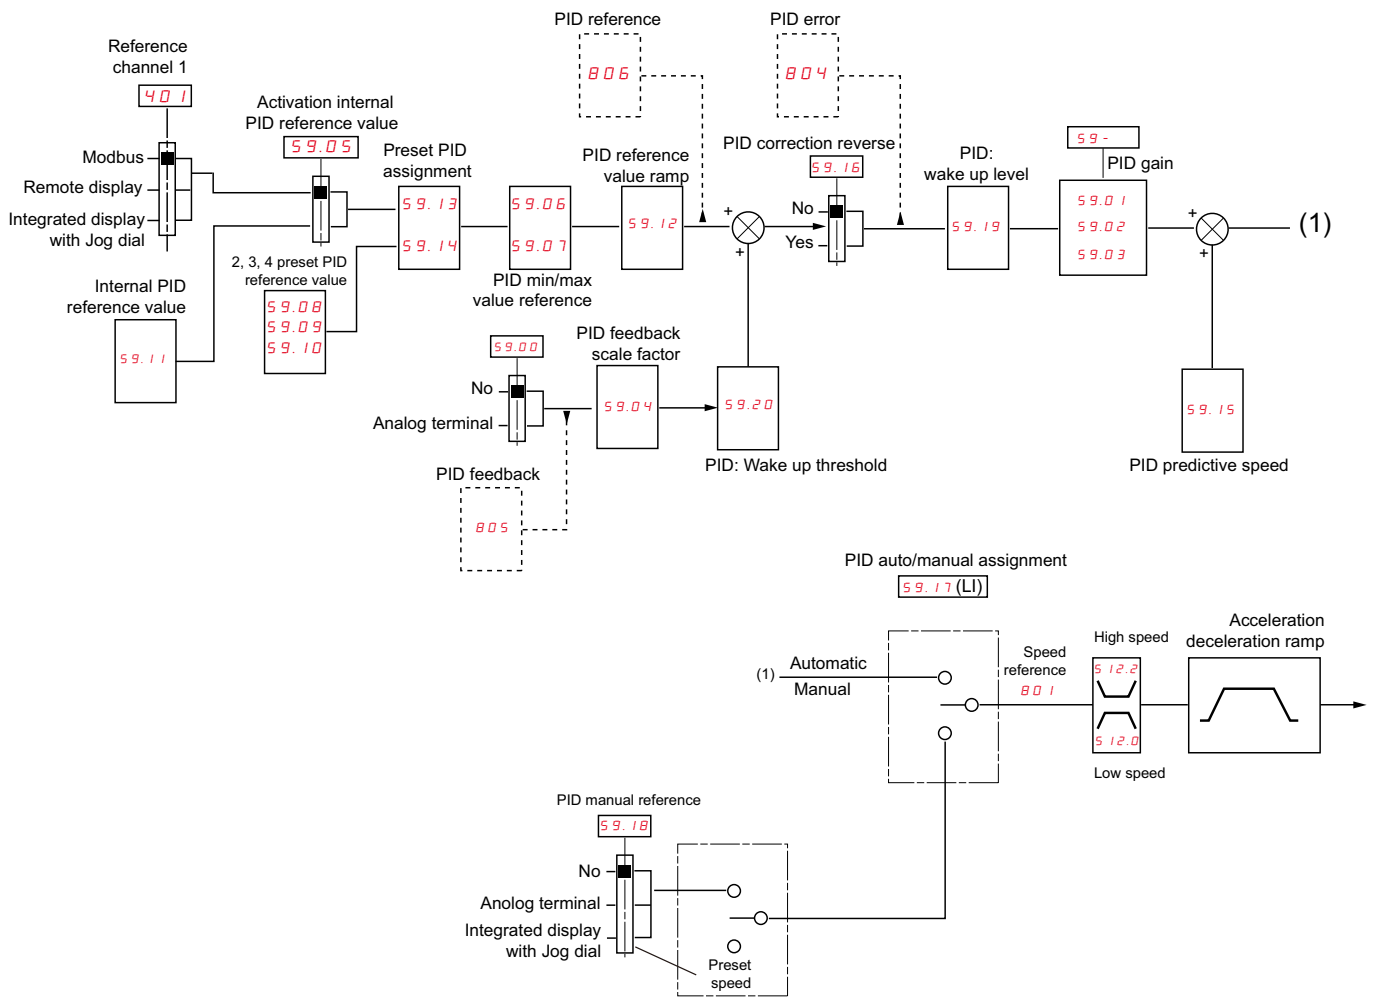 PID reference
806
PID error
804
Reference
channel 1
401
Modbus
Remote display
Integrated display
with Jog dial
Activation internal
PID reference value
59.05
Internal PID
reference value
59.11
2, 3, 4 preset PID
reference value
59.08
59.09
59.10
Preset PID
assignment
59.13
59.14
59.06
59.07
PID min/max
value reference
PID reference
value ramp
59.12
+
+
PID correction reverse
59.16
No
Yes
PID:
wake up level
59.19
59-
PID gain
59.01
59.02
59.03
+
+
(1)
59.15
PID predictive speed
59.00
No
Analog terminal
PID feedback
805
PID feedback
scale factor
59.04
59.20
PID: Wake up threshold
PID auto/manual assignment
59.17 (LI)
(1)
Automatic
Manual
Speed
reference
801
High speed
512.2
512.0
Low speed
Acceleration
deceleration ramp
PID manual reference
59.18
No
Anolog terminal
Integrated display
with Jog dial
Preset
speed